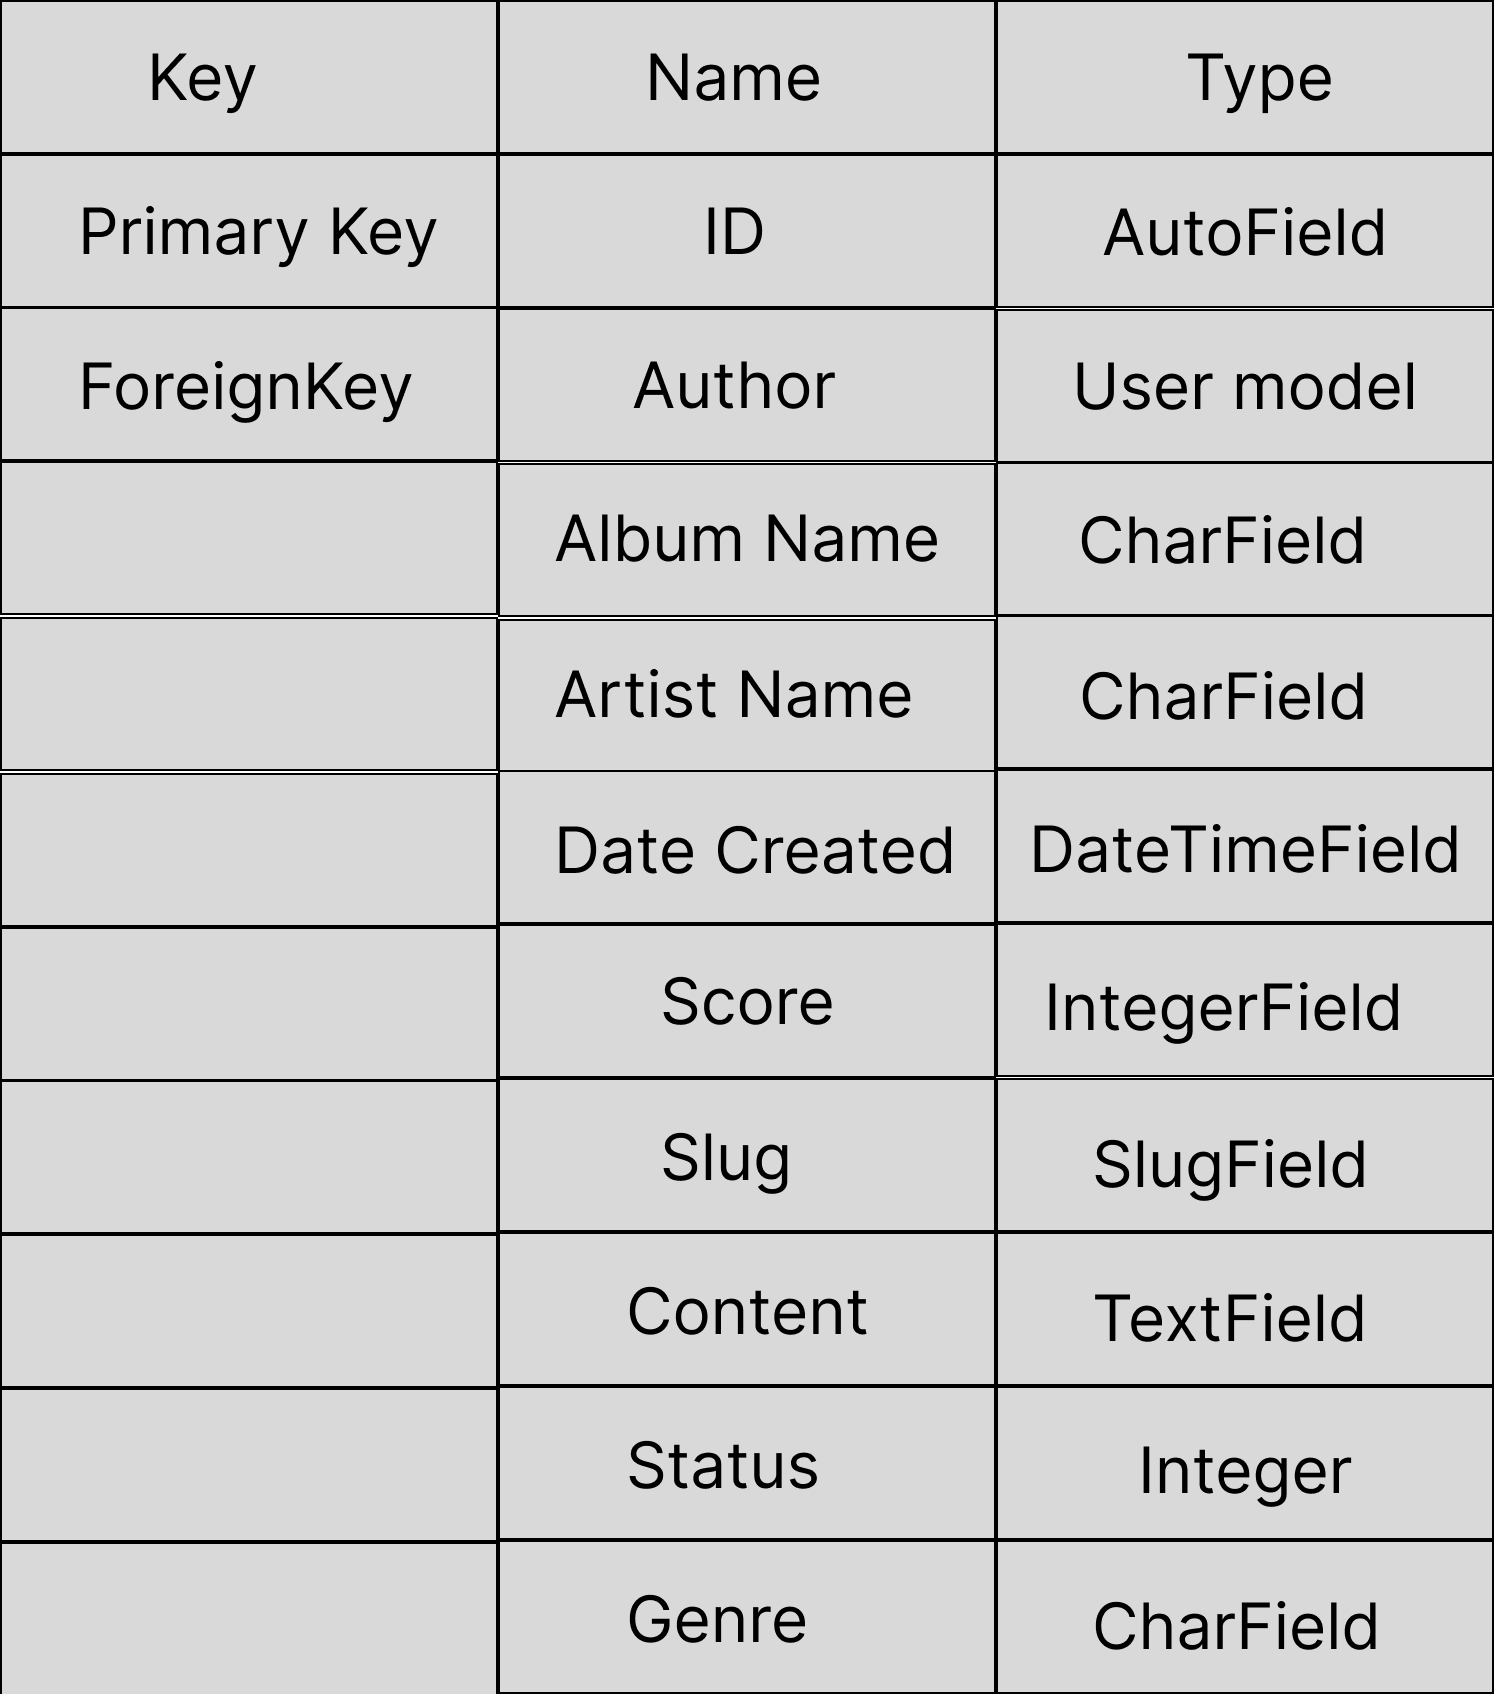 Key Name Type
Primary Key ID AutoField
ForeignKey Author User model
Album Name CharField
Artist Name CharField
Date Created DateTimeField
Score IntegerField
Slug SlugField
Content TextField
Status Integer
Genre CharField